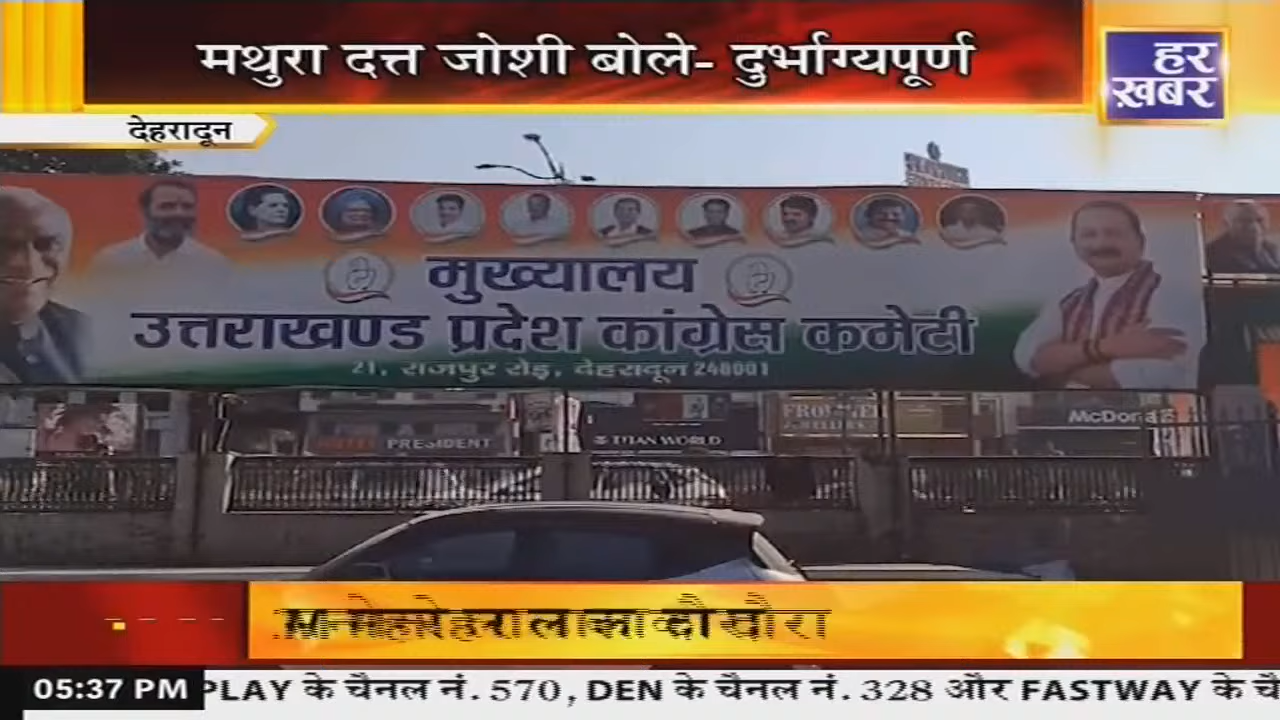 मथुरा दत्त जोशी बोले- दुर्भाग्यपूर्ण
हर
ख़बर
देहरादून
मुख्यालय
उत्तराखण्ड प्रदेश कांग्रेस कमेटी
21, राजपुर रोड़, देहरादून 248001
PRESIDENT
TITAN WORLD
05:37 PM
PLAY के चैनल नं. 570, DEN के चैनल नं. 328 और FASTWAY के चै